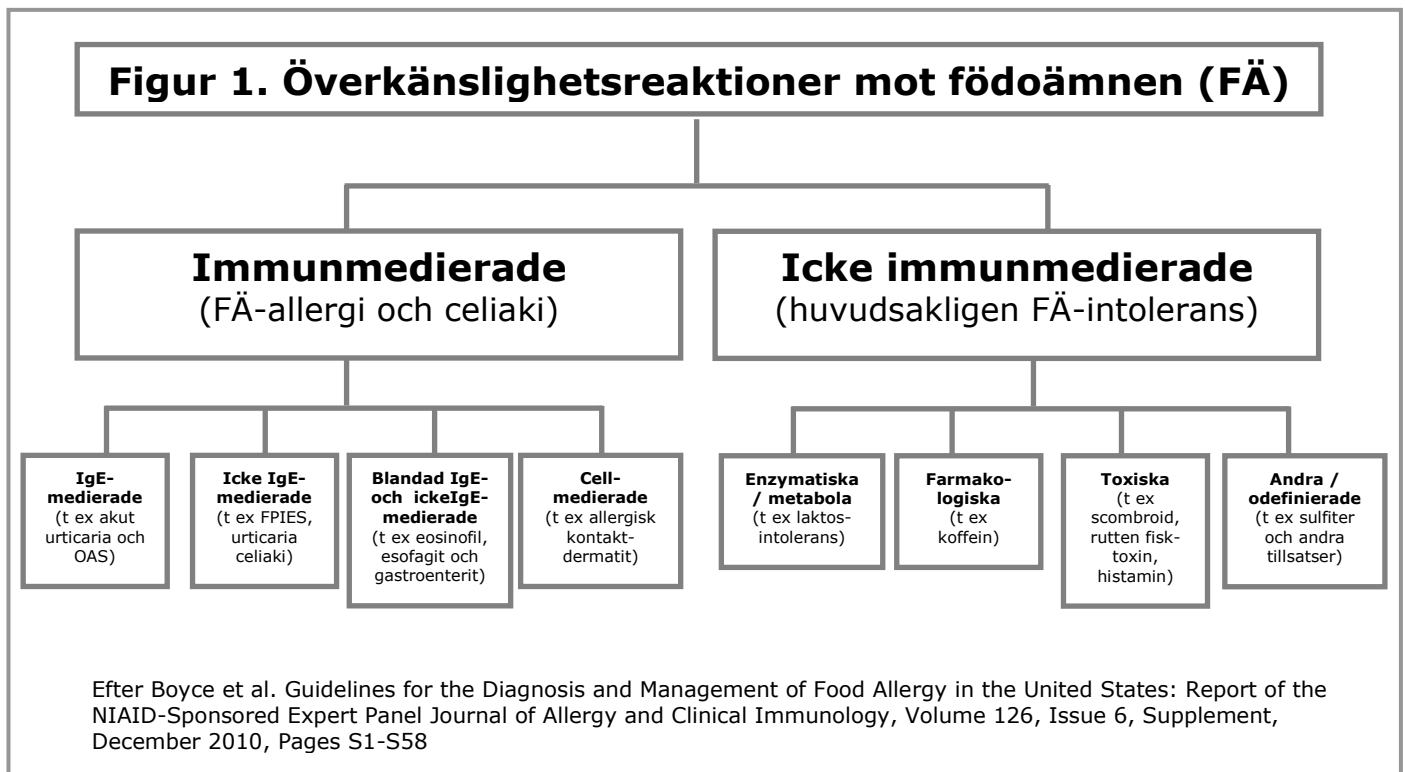 Figur 1. Överkänslighetsreaktioner mot födoämnen (FÄ)
Immunmedierade
(FÄ-allergi och celiaki)
Icke immunmedierade
(huvudsakligen FÄ-intolerans)
IgE-
medierade
(t ex akut
urticaria och
OAS)
Icke IgE-
medierade
(t ex FPIES,
urticaria
celiaki)
Blandad IgE-
och ickeIgE-
medierade
(t ex eosinofil,
esofagit och
gastroenterit)
Cell-
medierade
(t ex allergisk
kontakt-
dermatit)
Enzymatiska
/ metabola
(t ex laktos-
intolerans)
Farmako-
logiska
(t ex
koffein)
Toxiska
(t ex
scombroid,
rutten fisk-
toxin,
histamin)
Andra /
odefinierade
(t ex sulfiter
och andra
tillsatser)
Efter Boyce et al. Guidelines for the Diagnosis and Management of Food Allergy in the United States: Report of the
NIAID-Sponsored Expert Panel Journal of Allergy and Clinical Immunology, Volume 126, Issue 6, Supplement,
December 2010, Pages S1-S58